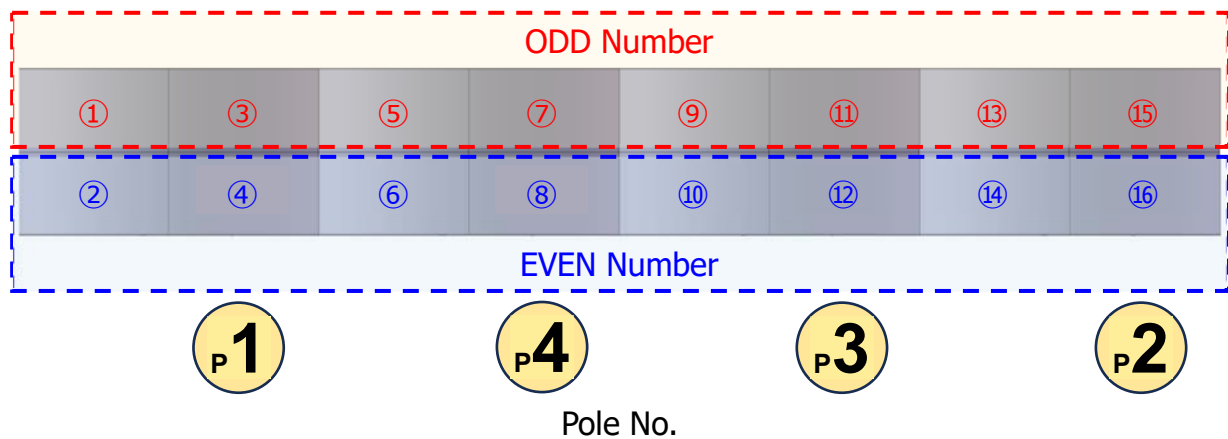 ODD Number
① ③ ⑤ ⑦ ⑨ ⑪ ⑬ ⑮
② ④ ⑥ ⑧ ⑩ ⑫ ⑭ ⑯
EVEN Number
P1 P4 P3 P2
Pole No.